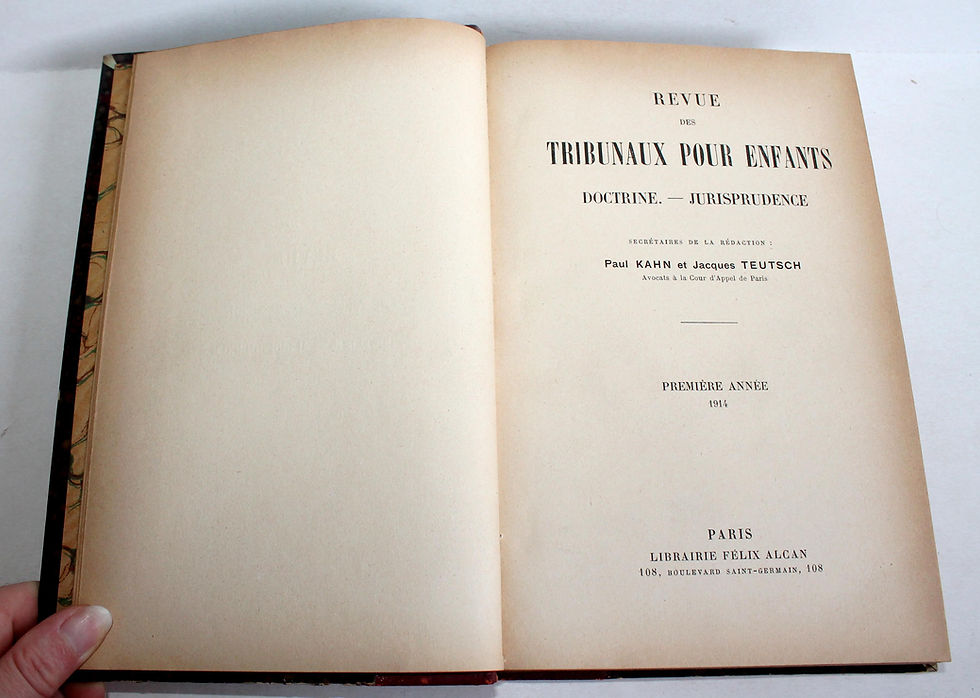 REVUE
DES
TRIBUNAUX POUR ENFANTS
DOCTRINE. — JURISPRUDENCE
SECRÉTAIRES DE LA RÉDACTION :
Paul KAHN et Jacques TEUTSCH
Avocats à la Cour d'Appel de Paris
PREMIÈRE ANNÉE
1914
PARIS
LIBRAIRIE FÉLIX ALCAN
108, BOULEVARD SAINT-GERMAIN, 108